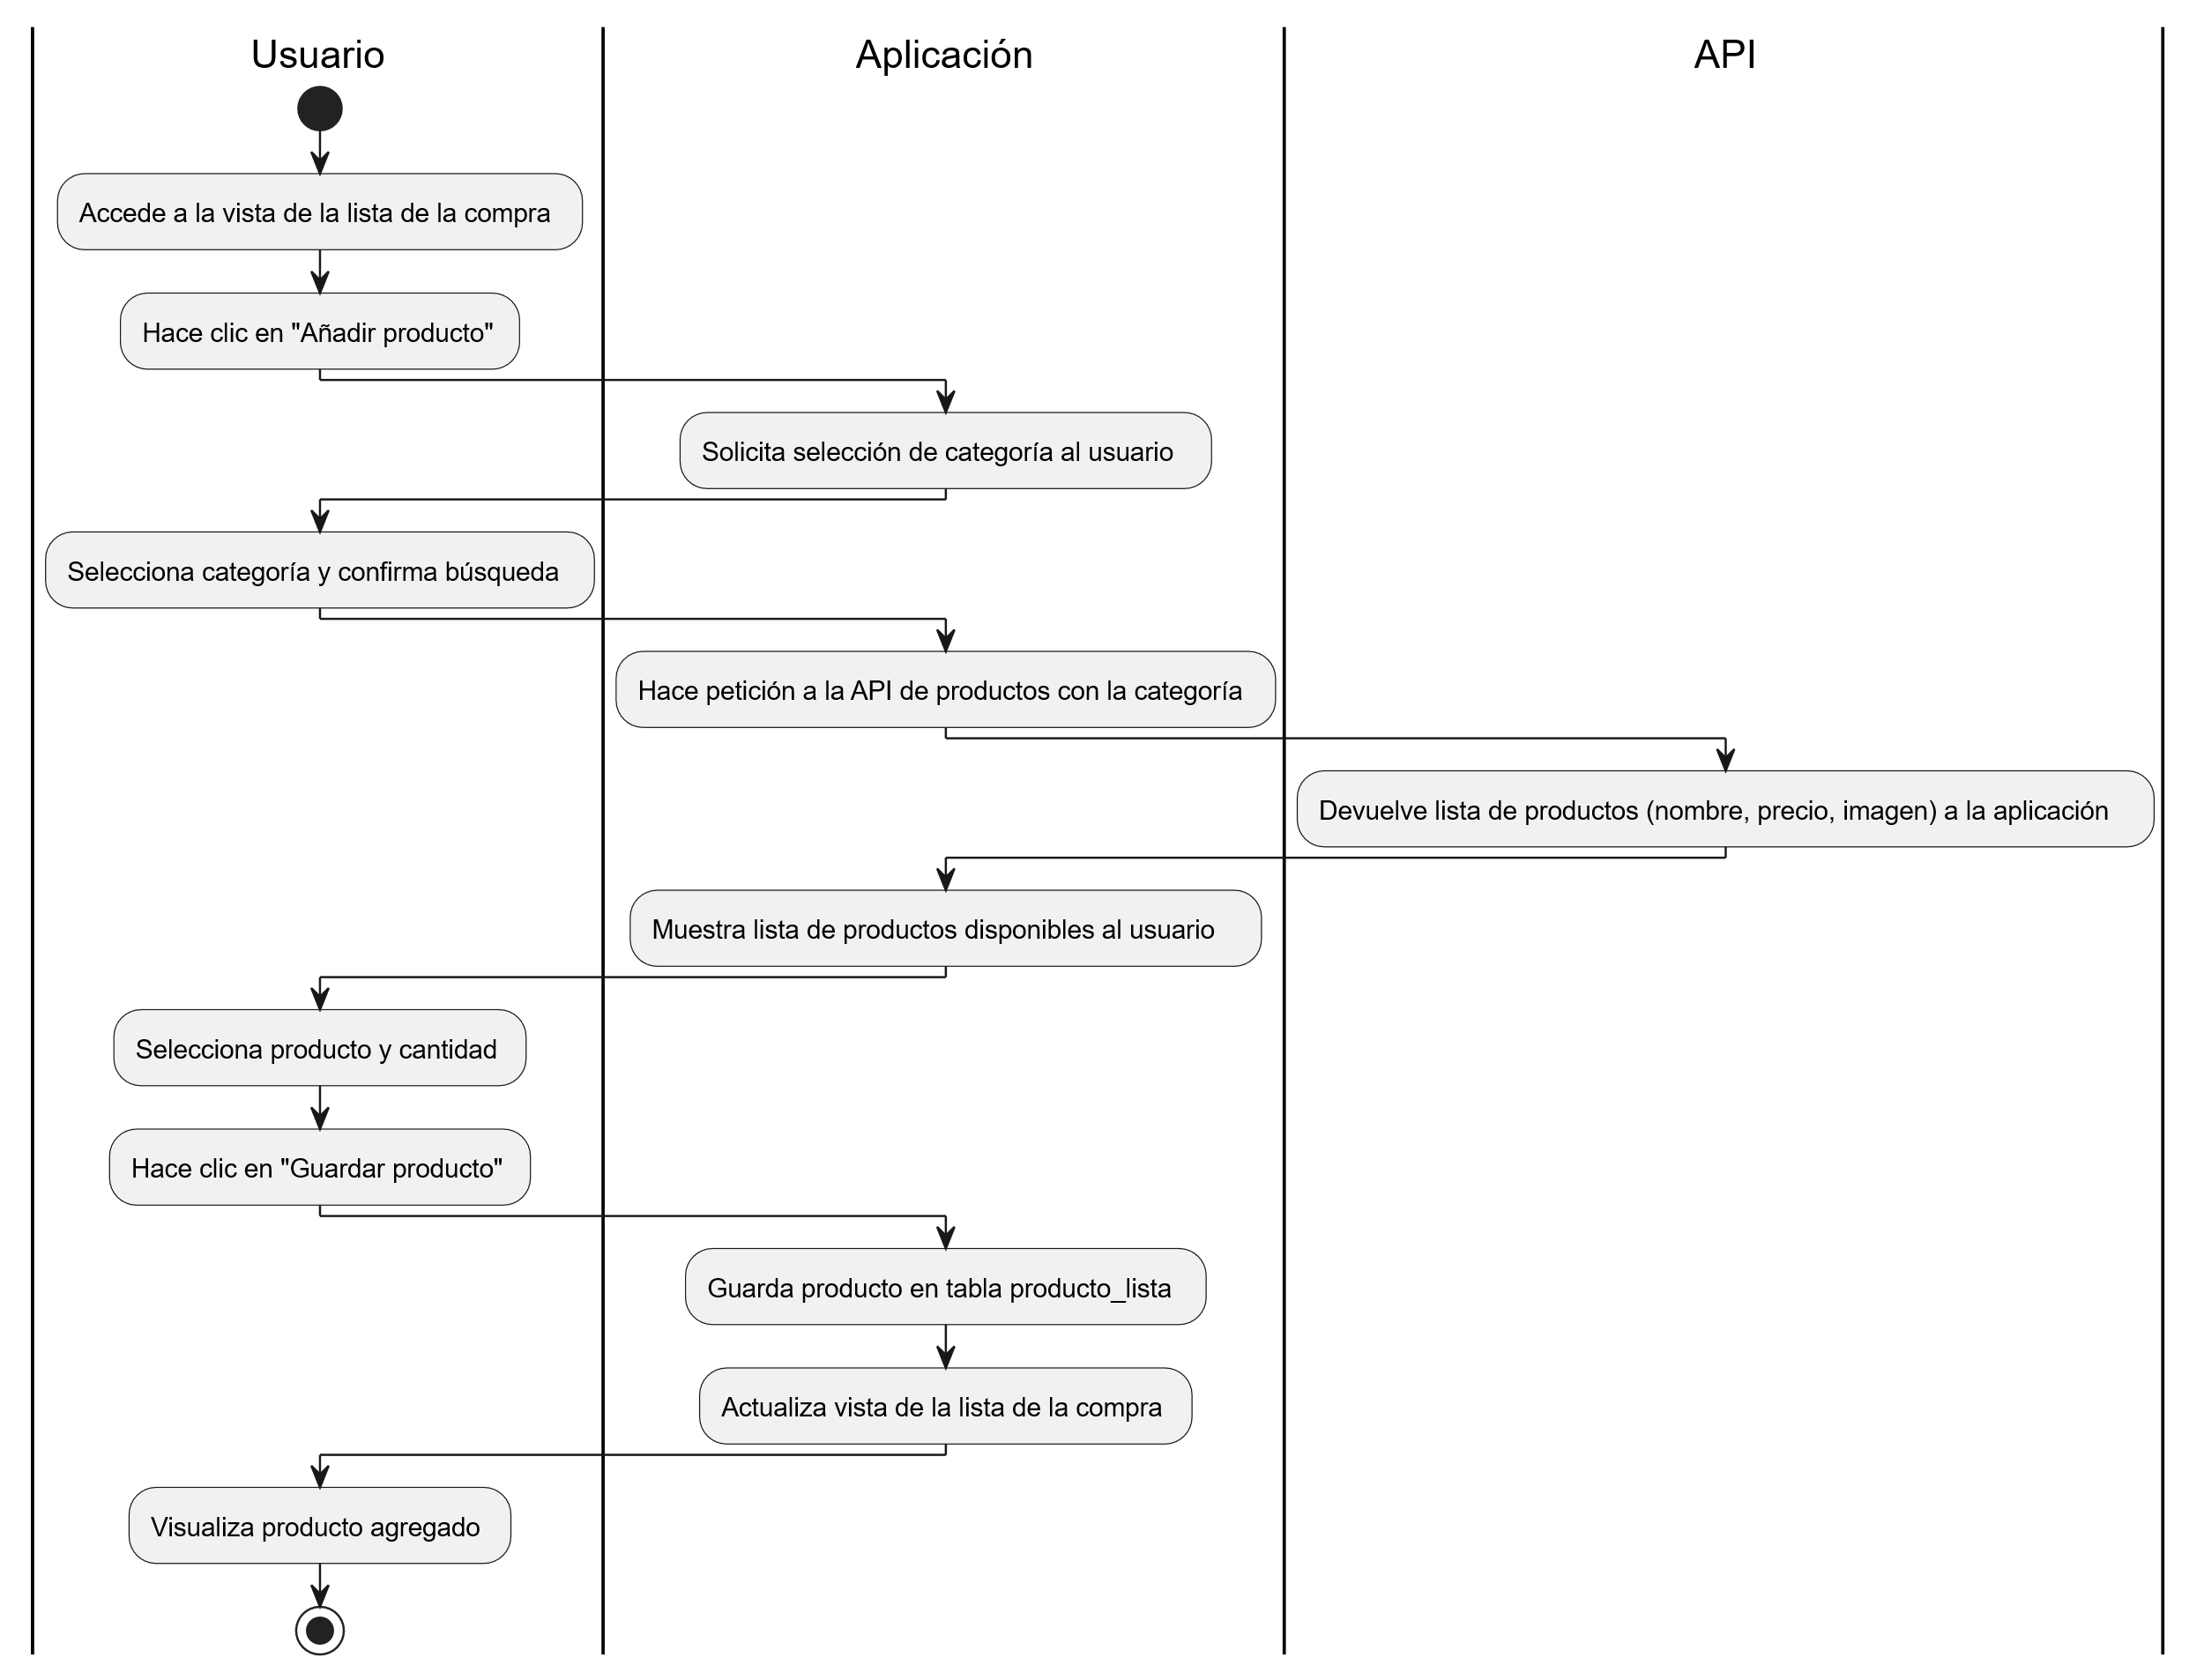 Usuario
Aplicación
API
Accede a la vista de la lista de la compra
Hace clic en "Añadir producto"
Solicita selección de categoría al usuario
Selecciona categoría y confirma búsqueda
Hace petición a la API de productos con la categoría
Devuelve lista de productos (nombre, precio, imagen) a la aplicación
Muestra lista de productos disponibles al usuario
Selecciona producto y cantidad
Hace clic en "Guardar producto"
Guarda producto en tabla producto_lista
Actualiza vista de la lista de la compra
Visualiza producto agregado